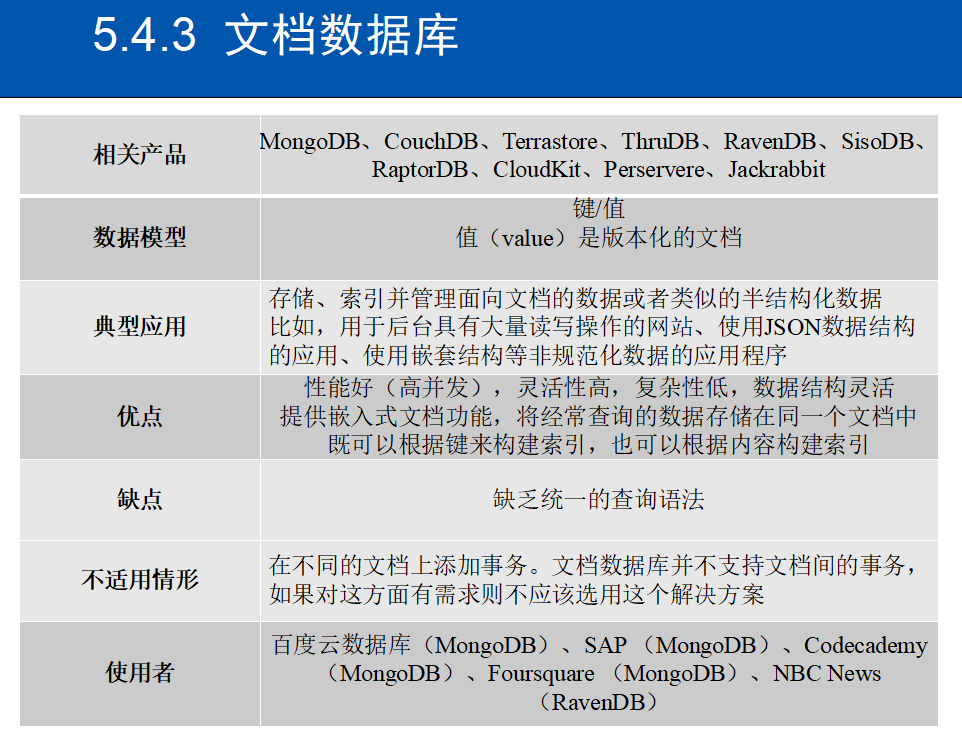 5.4.3 文档数据库
相关产品
MongoDB、CouchDB、Terrastore、ThruDB、RavenDB、SisoDB、
RaptorDB、CloudKit、Perservere、Jackrabbit
数据模型
键/值
值（value）是版本化的文档
典型应用
存储、索引并管理面向文档的数据或者类似的半结构化数据
比如，用于后台具有大量读写操作的网站、使用JSON数据结构
的应用、使用嵌套结构等非规范化数据的应用程序
优点
性能好（高并发），灵活性高，复杂性低，数据结构灵活
提供嵌入式文档功能，将经常查询的数据存储在同一个文档中
既可以根据键来构建索引，也可以根据内容构建索引
缺点
缺乏统一的查询语法
不适用情形
在不同的文档上添加事务。文档数据库并不支持文档间的事务，
如果对这方面有需求则不应该选用这个解决方案
使用者
百度云数据库（MongoDB）、SAP （MongoDB）、Codecademy
（MongoDB）、Foursquare （MongoDB）、NBC News
（RavenDB）